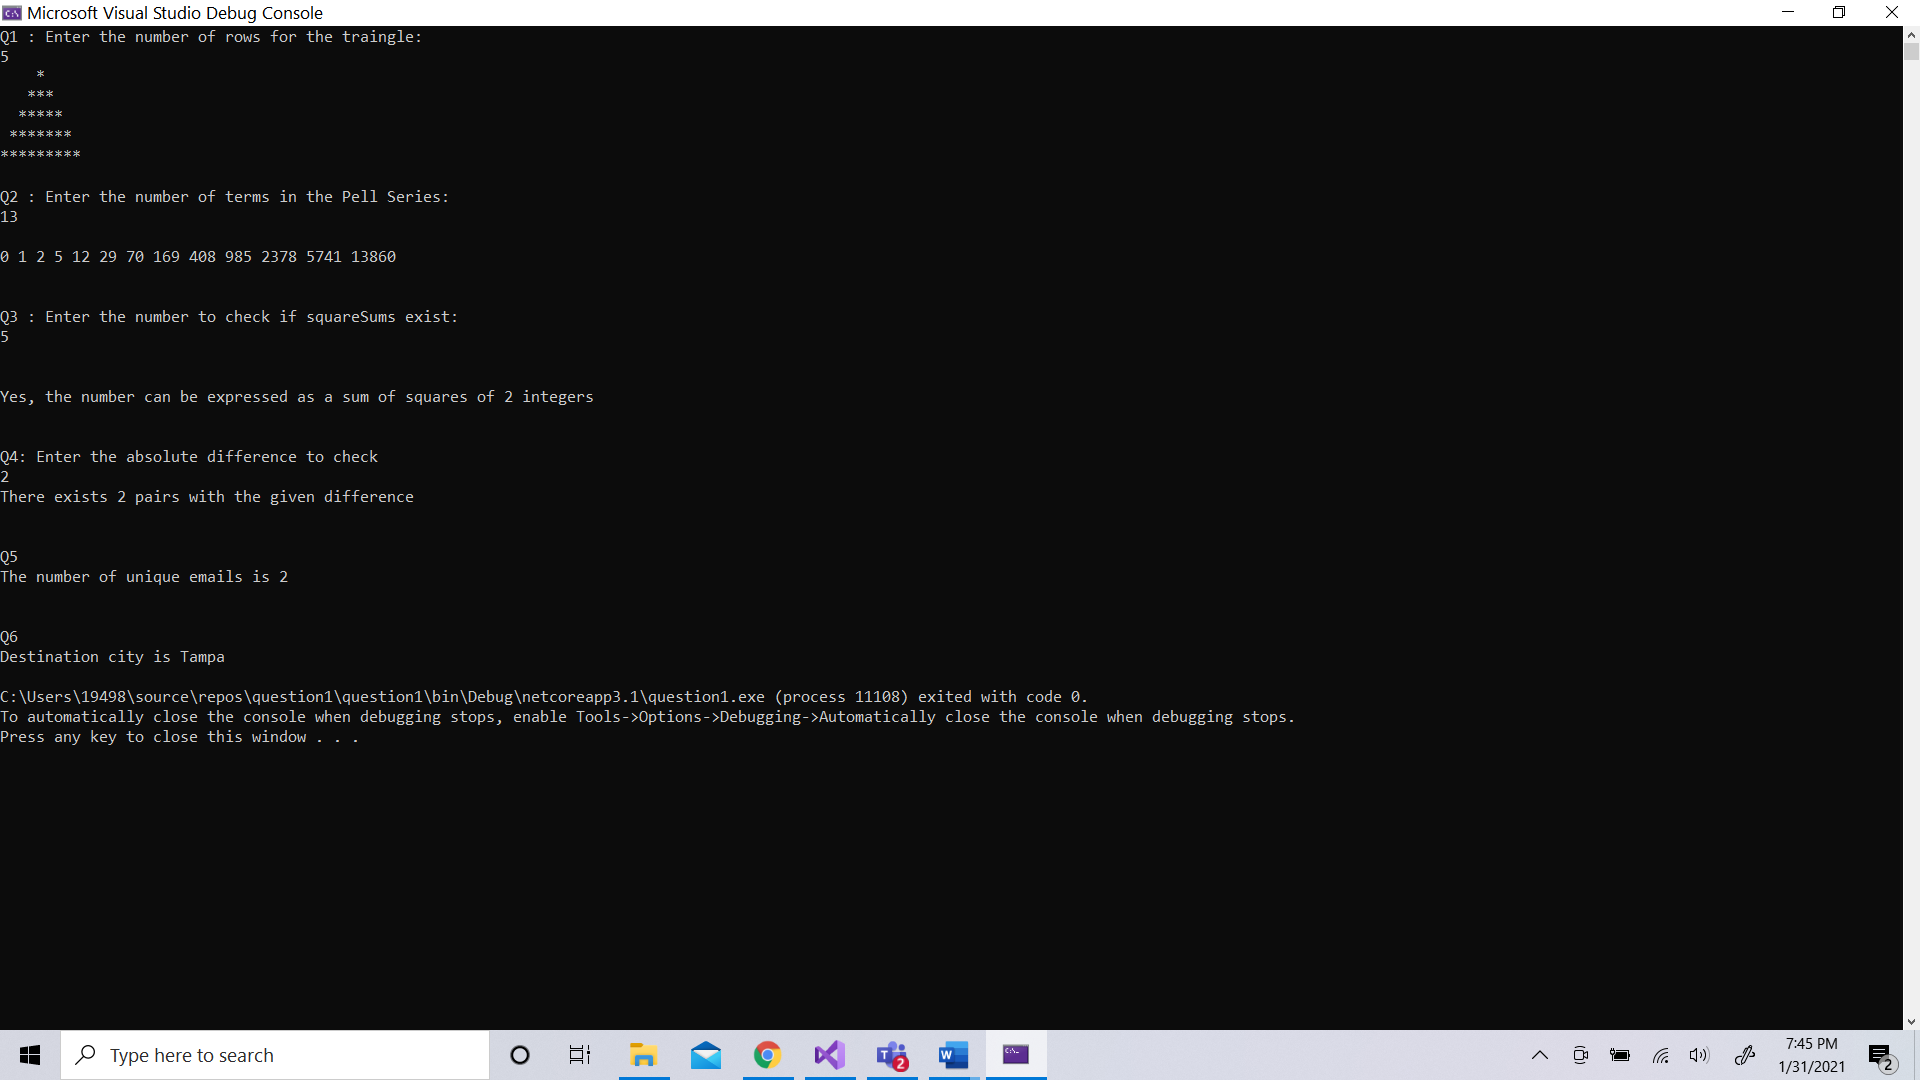 Microsoft Visual Studio Debug Console
Q1 : Enter the number of rows for the traingle:
5
    *
   ***
  *****
 *******
*********
Q2 : Enter the number of terms in the Pell Series:
13
0 1 2 5 12 29 70 169 408 985 2378 5741 13860
Q3 : Enter the number to check if squareSums exist:
5
Yes, the number can be expressed as a sum of squares of 2 integers
Q4: Enter the absolute difference to check
2
There exists 2 pairs with the given difference
Q5
The number of unique emails is 2
Q6
Destination city is Tampa
C:\Users\19498\source\repos\question1\question1\bin\Debug\netcoreapp3.1\question1.exe (process 11108) exited with code 0.
To automatically close the console when debugging stops, enable Tools->Options->Debugging->Automatically close the console when debugging stops.
Press any key to close this window . . .
Type here to search
2
7:45 PM
1/31/2021
2